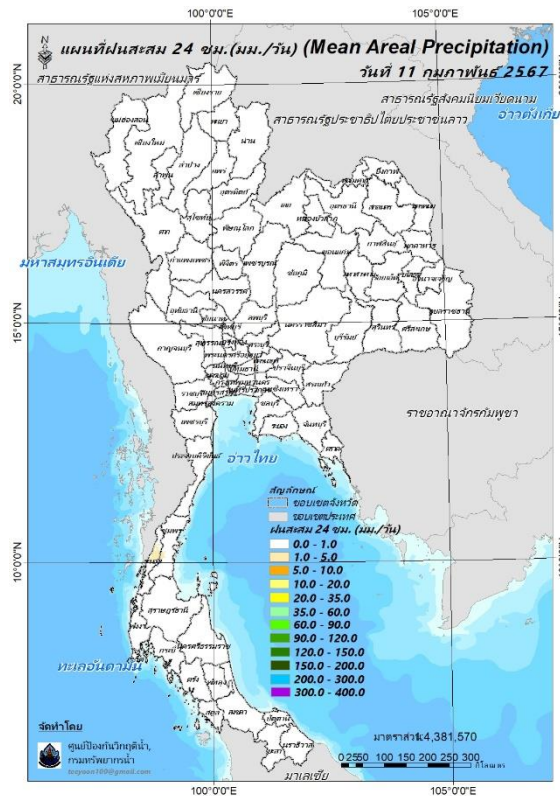 100°0'0"E
105°0'0"E
แผนที่ฝนสะสม 24 ชม.(มม./วัน) (Mean Areal Precipitation)
วันที่ 11 กุมภาพันธ์ 2567
20°0'0"N
สาธารณรัฐแห่งสหภาพเมียนมาร์
สาธารณรัฐสังคมนิยมเวียดนาม
สาธารณรัฐประชาธิปไตยประชาชนลาว
อ่าวตังเกี๋ย
เชียงราย
แม่ฮ่องสอน
พะเยา
เชียงใหม่
น่าน
ลำปาง
ลำพูน
แพร่
บึงกาฬ
อุตรดิตถ์
เลย
อุดรธานี
สกลนคร
นครพนม
สุโขทัย
หนองบัวลำภู
ตาก
พิษณุโลก
ขอนแก่น
กาฬสินธุ์
มุกดาหาร
มหาสมุทรอินเดีย
กำแพงเพชร
พิจิตร
เพชรบูรณ์
ชัยภูมิ
มหาสารคาม
ร้อยเอ็ด
ยโสธร
อำนาจเจริญ
นครสวรรค์
อุทัยธานี
ชัยนาท
ลพบุรี
นครราชสีมา
อุบลราชธานี
15°0'0"N
บุรีรัมย์
สุรินทร์
ศรีสะเกษ
กาญจนบุรี
สระบุรี
พระนครศรีอยุธยา
ปราจีนบุรี
สระแก้ว
กรุงเทพมหานคร
ฉะเชิงเทรา
ราชบุรี
สมุทรสงคราม
ชลบุรี
เพชรบุรี
ระยอง
จันทบุรี
ตราด
ราชอาณาจักรกัมพูชา
ประจวบคีรีขันธ์
อ่าวไทย
สัญลักษณ์
ขอบเขตจังหวัด
ขอบเขตประเทศ
ฝนสะสม 24 ชม. (มม./วัน)
ชุมพร
10°0'0"N
ระนอง
0.0 - 1.0
1.0 - 5.0
5.0 - 10.0
10.0 - 20.0
20.0 - 35.0
35.0 - 60.0
60.0 - 90.0
90.0 - 120.0
120.0 - 150.0
150.0 - 200.0
200.0 - 300.0
300.0 - 400.0
สุราษฎร์ธานี
พังงา
นครศรีธรรมราช
กระบี่
ทะเลอันดามัน
ตรัง
พัทลุง
สตูล
สงขลา
ปัตตานี
ยะลา
นราธิวาส
มาเลเซีย
จัดทำโดย
ศูนย์ป้องกันวิกฤติน้ำ,
กรมทรัพยากรน้ำ
มาตราส่วน 1:4,381,570
0 25 50 100 150 200 250 300
กิโลเมตร
100°0'0"E
105°0'0"E